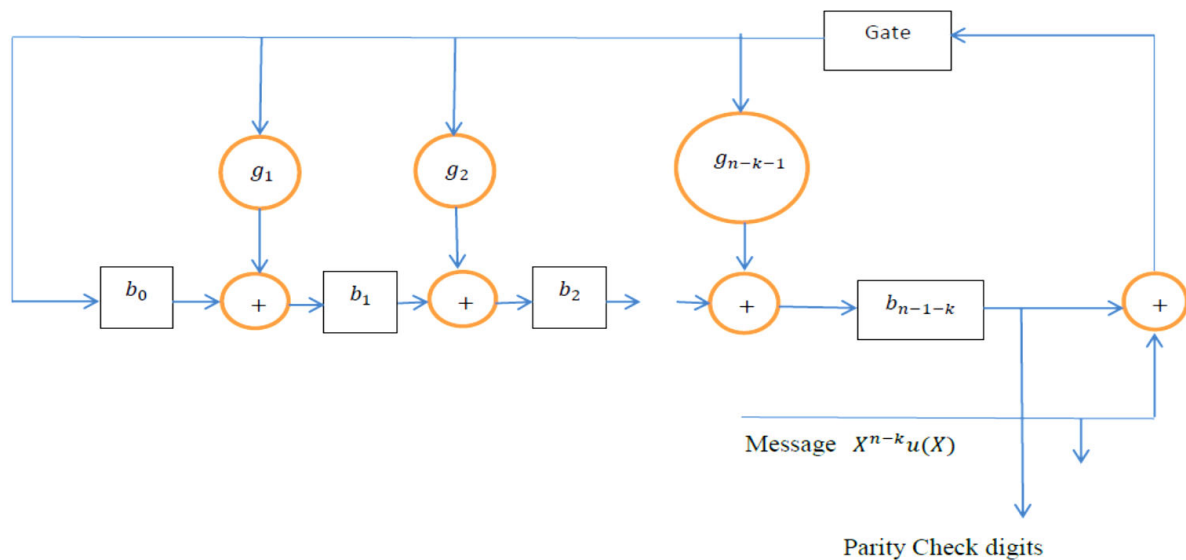 Gate
g₁ g₂ gₙ₋ₖ₋₁
b₀ + b₁ + b₂ + bₙ₋₁₋ₖ +
Message Xⁿ⁻ᵏu(X)
Parity Check digits